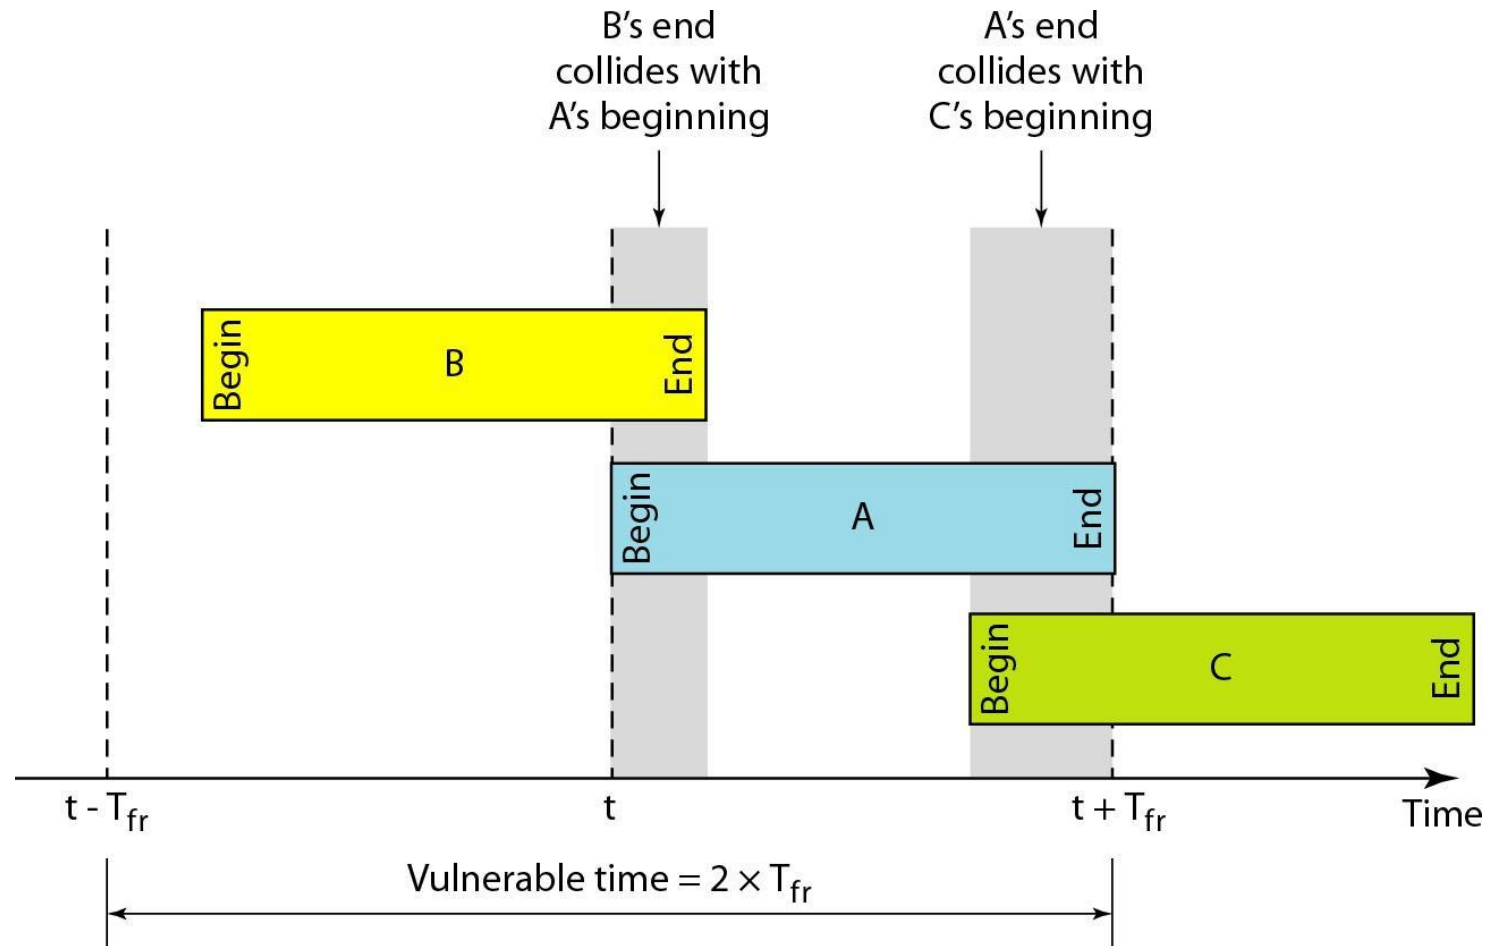 B’s end
collides with
A’s beginning
A’s end
collides with
C’s beginning
Begin
B
End
Begin
A
End
Begin
C
End
t - Tfr
t
t + Tfr
Time
Vulnerable time = 2 × Tfr